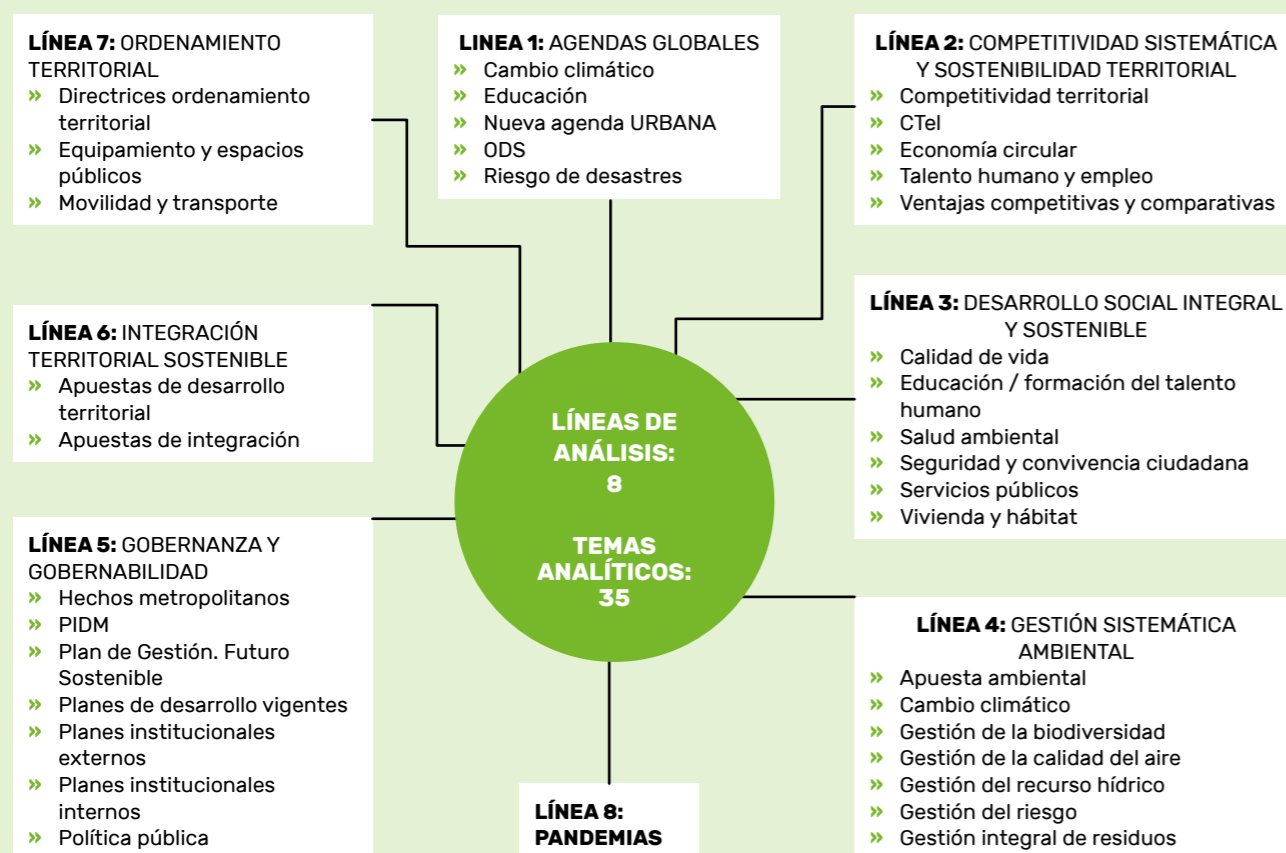 LÍNEA 7: ORDENAMIENTO
TERRITORIAL
» Directrices ordenamiento
territorial
» Equipamiento y espacios
públicos
» Movilidad y transporte
LINEA 1: AGENDAS GLOBALES
» Cambio climático
» Educación
» Nueva agenda URBANA
» ODS
» Riesgo de desastres
LÍNEA 2: COMPETITIVIDAD SISTEMÁTICA
Y SOSTENIBILIDAD TERRITORIAL
» Competitividad territorial
» CTel
» Economía circular
» Talento humano y empleo
» Ventajas competitivas y comparativas
LÍNEA 6: INTEGRACIÓN
TERRITORIAL SOSTENIBLE
» Apuestas de desarrollo
territorial
» Apuestas de integración
LÍNEAS DE
ANÁLISIS:
8
TEMAS
ANALÍTICOS:
35
LÍNEA 3: DESARROLLO SOCIAL INTEGRAL
Y SOSTENIBLE
» Calidad de vida
» Educación / formación del talento
humano
» Salud ambiental
» Seguridad y convivencia ciudadana
» Servicios públicos
» Vivienda y hábitat
LÍNEA 5: GOBERNANZA Y
GOBERNABILIDAD
» Hechos metropolitanos
» PIDM
» Plan de Gestión. Futuro
Sostenible
» Planes de desarrollo vigentes
» Planes institucionales
externos
» Planes institucionales
internos
» Política pública
LÍNEA 8:
PANDEMIAS
LÍNEA 4: GESTIÓN SISTEMÁTICA
AMBIENTAL
» Apuesta ambiental
» Cambio climático
» Gestión de la biodiversidad
» Gestión de la calidad del aire
» Gestión del recurso hídrico
» Gestión del riesgo
» Gestión integral de residuos